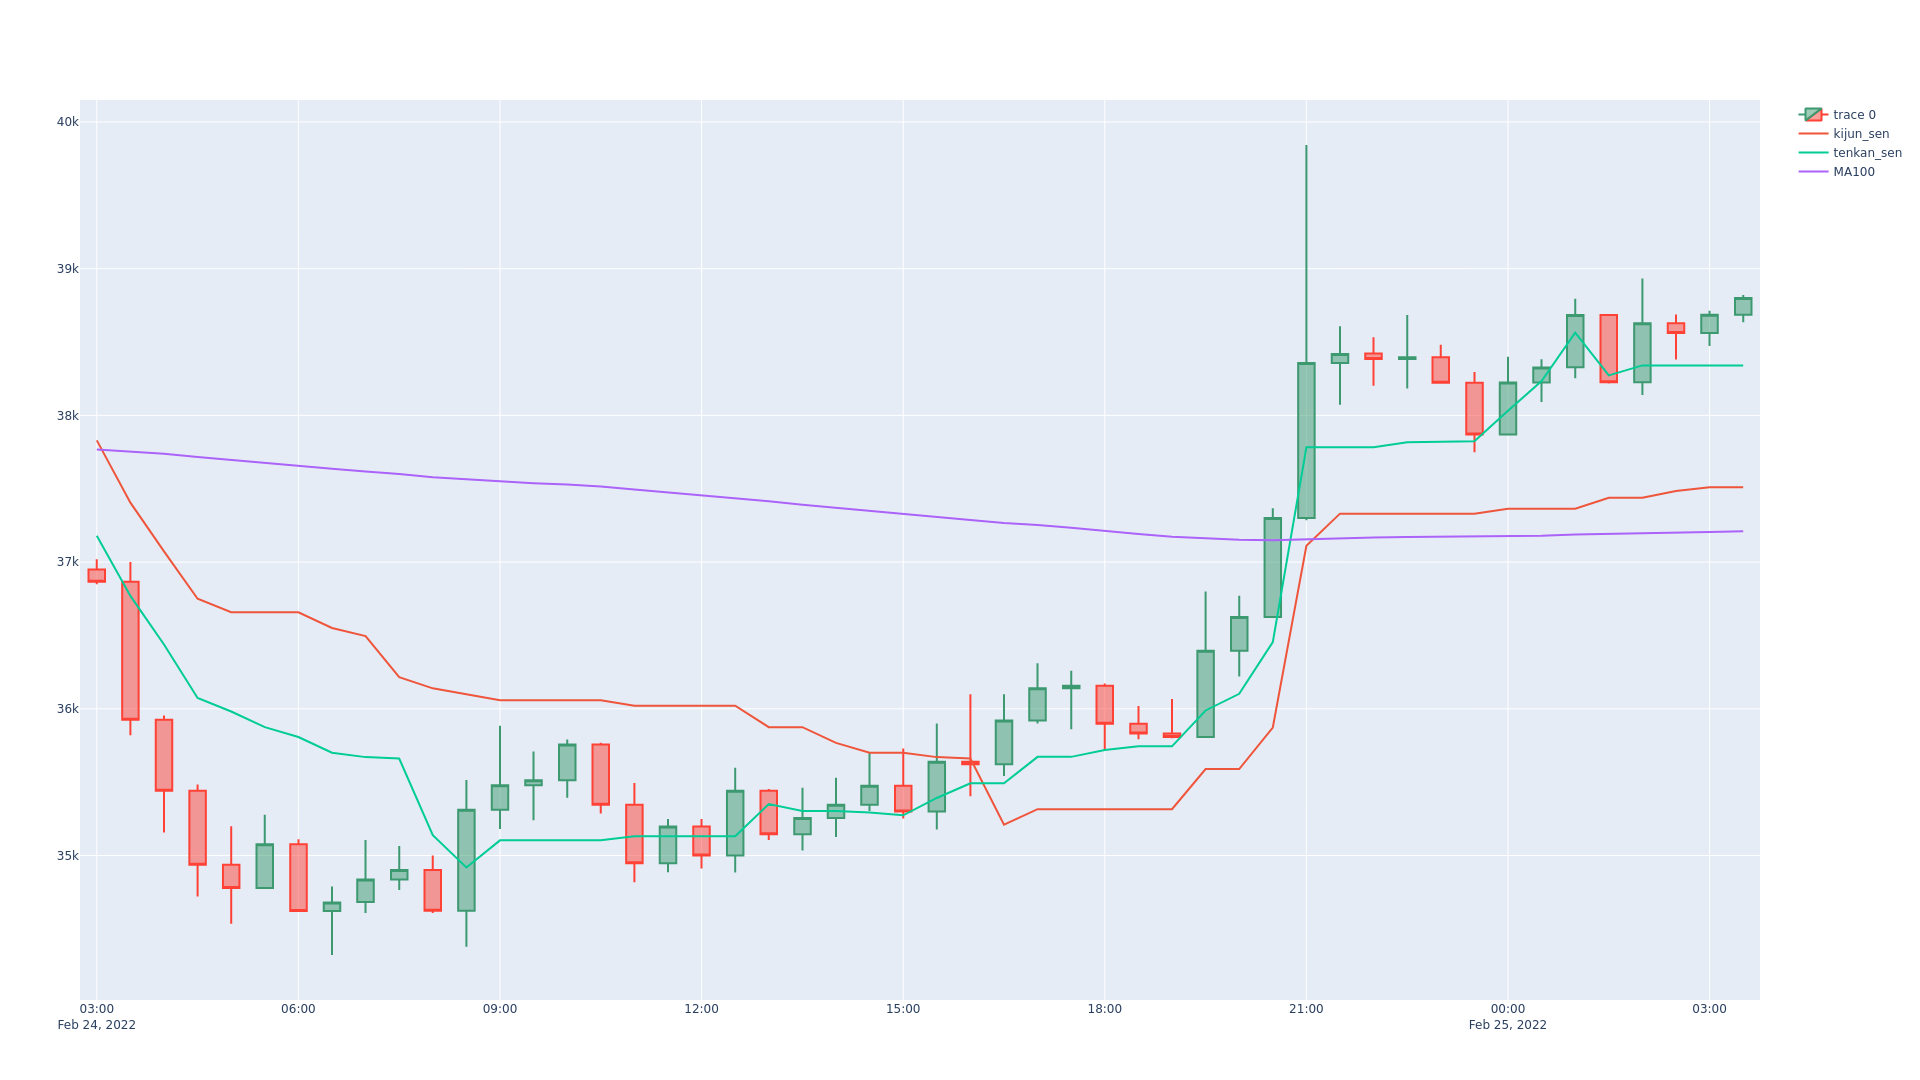 40k
39k
38k
37k
36k
35k
03:00
Feb 24, 2022
06:00
09:00
12:00
15:00
18:00
21:00
00:00
Feb 25, 2022
03:00
trace 0
kijun_sen
tenkan_sen
MA100